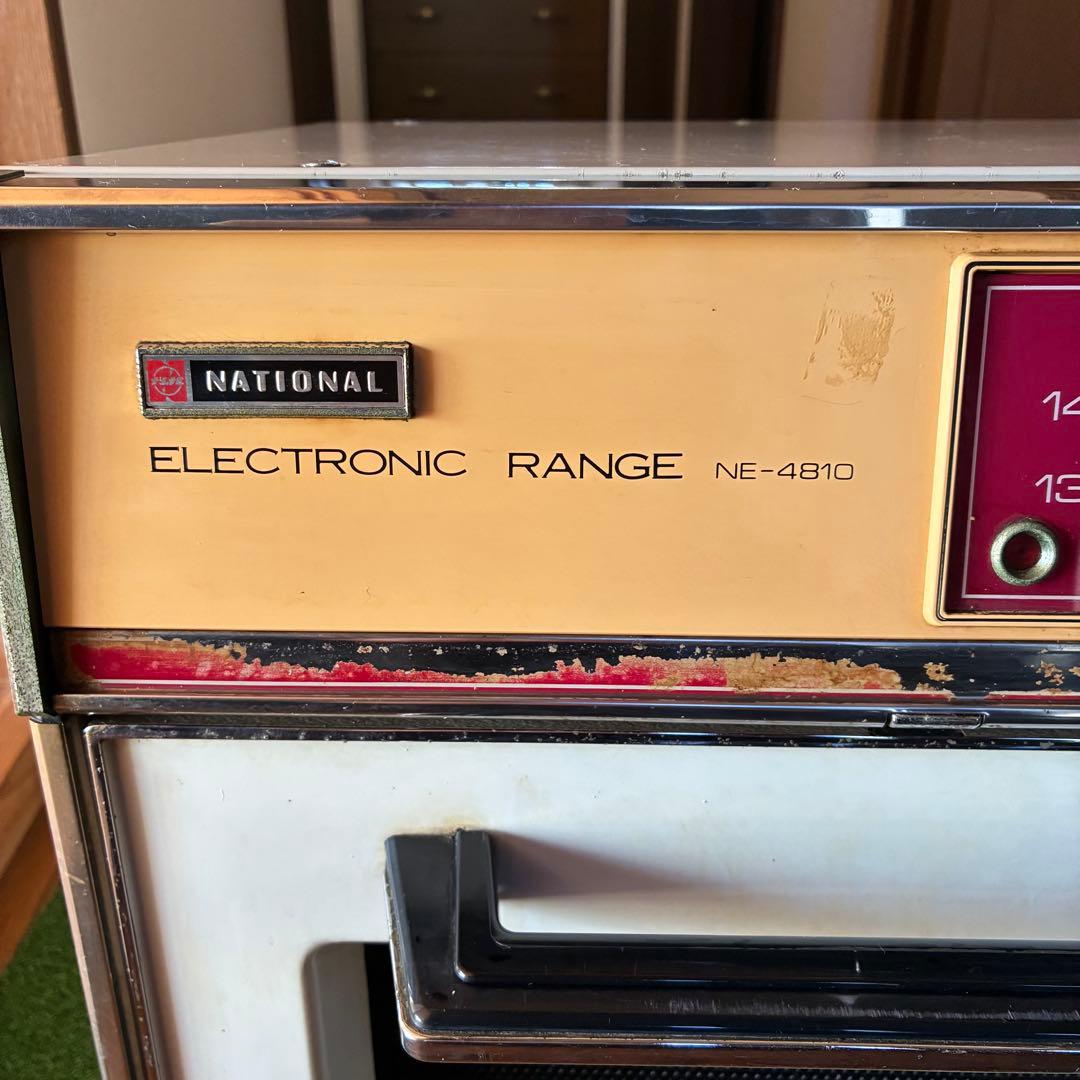 NATIONAL
ELECTRONIC RANGE NE-4810
14
13